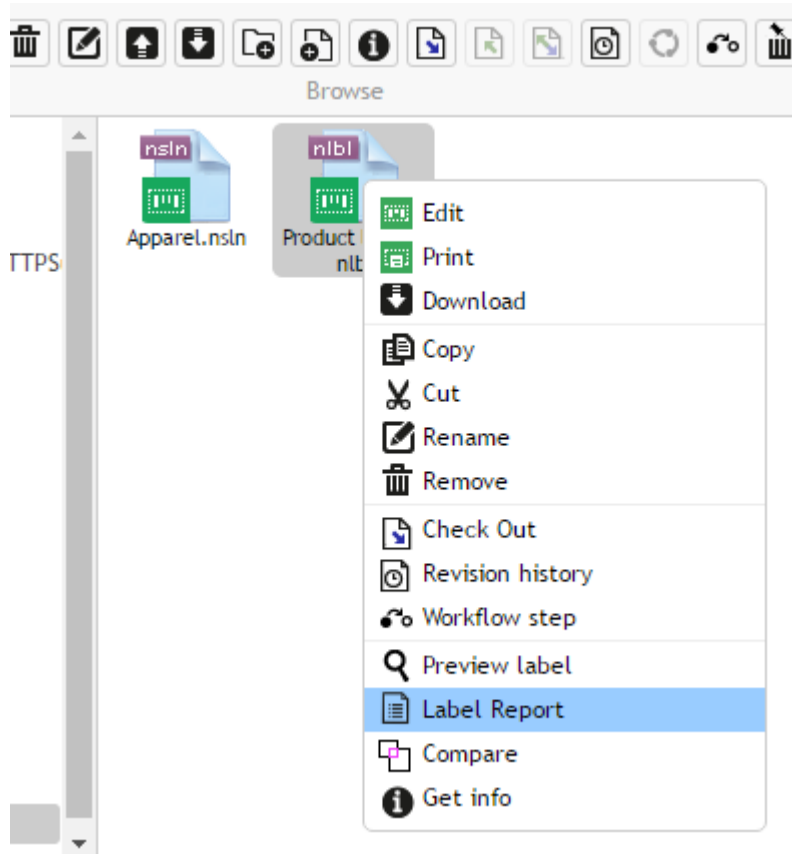 Browse
nsln
nlbl
Apparel.nsln
Product
nlb
TTPS
Edit
Print
Download
Copy
Cut
Rename
Remove
Check Out
Revision history
Workflow step
Preview label
Label Report
Compare
Get info